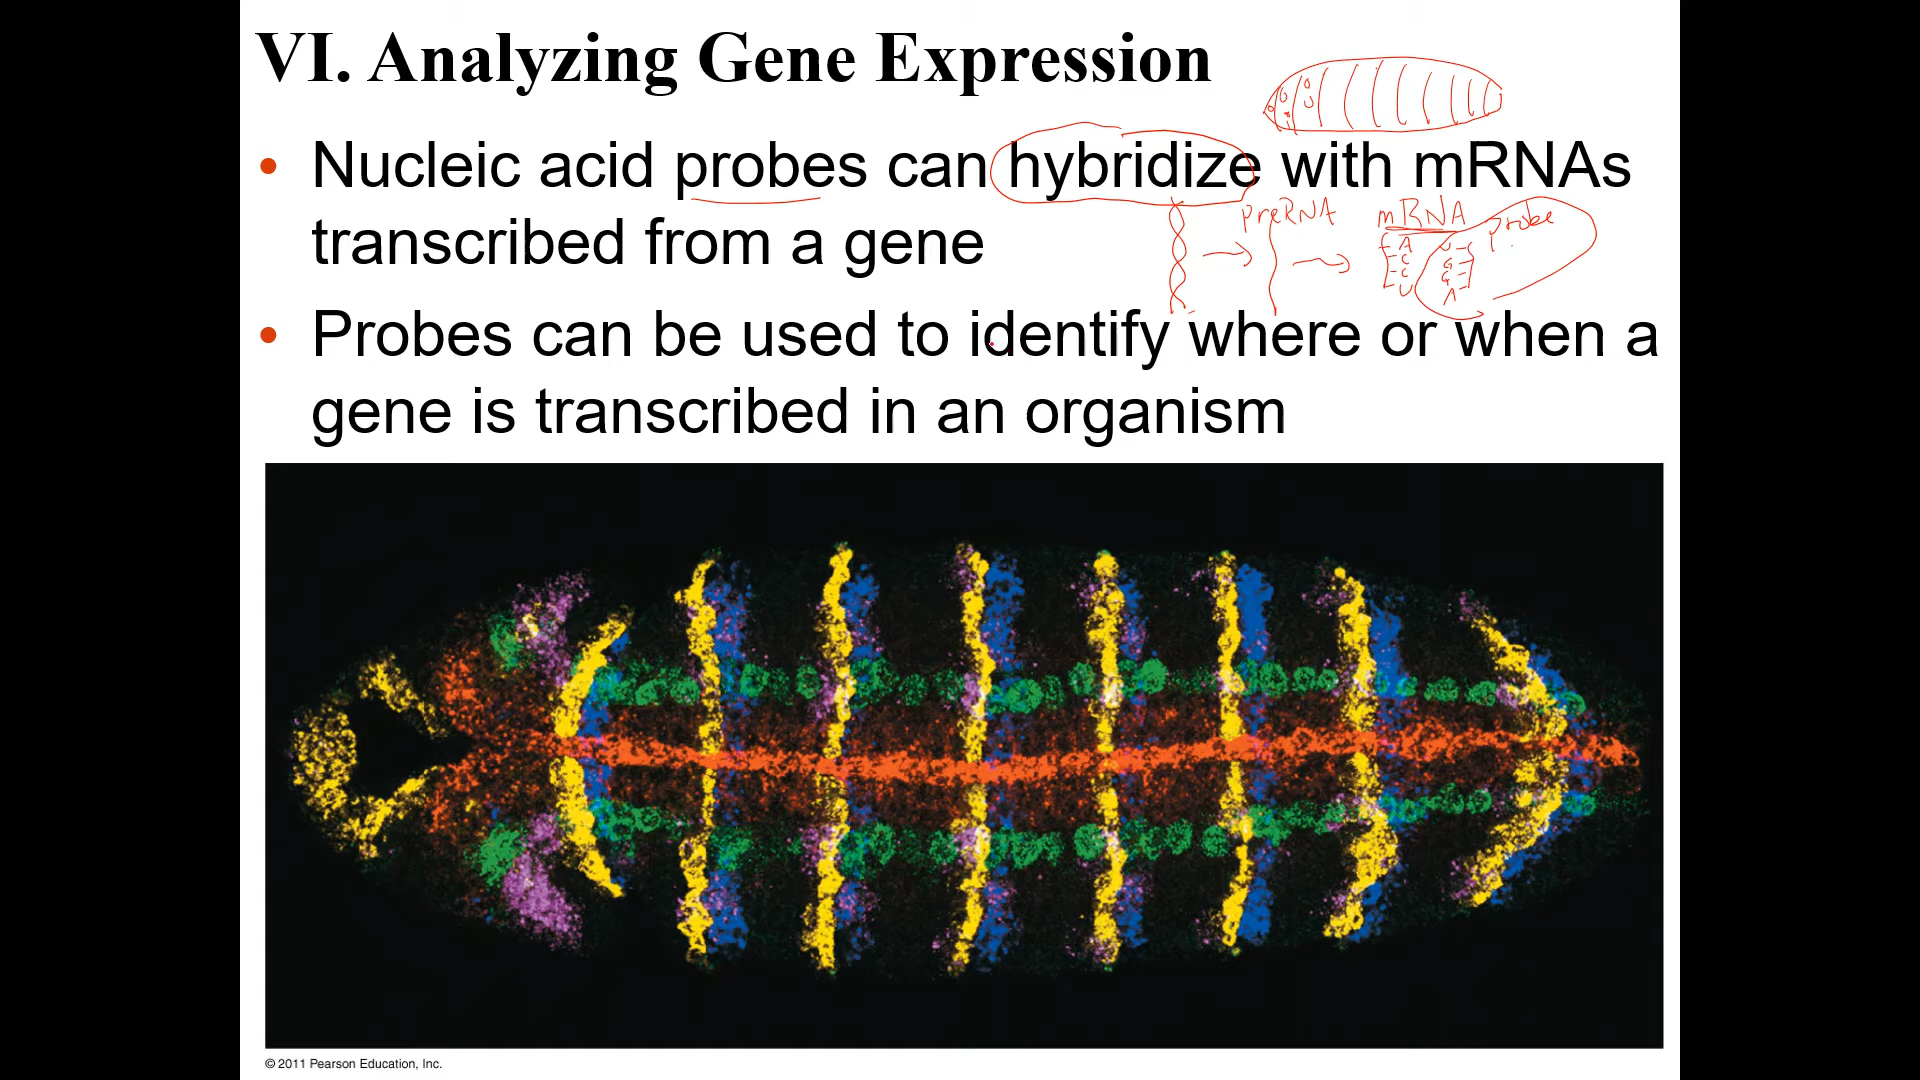 VI. Analyzing Gene Expression
• Nucleic acid probes can hybridize with mRNAs
transcribed from a gene
preRNA
mRNA
probe
A U
C G
C G
U A
• Probes can be used to identify where or when a
gene is transcribed in an organism
© 2011 Pearson Education, Inc.